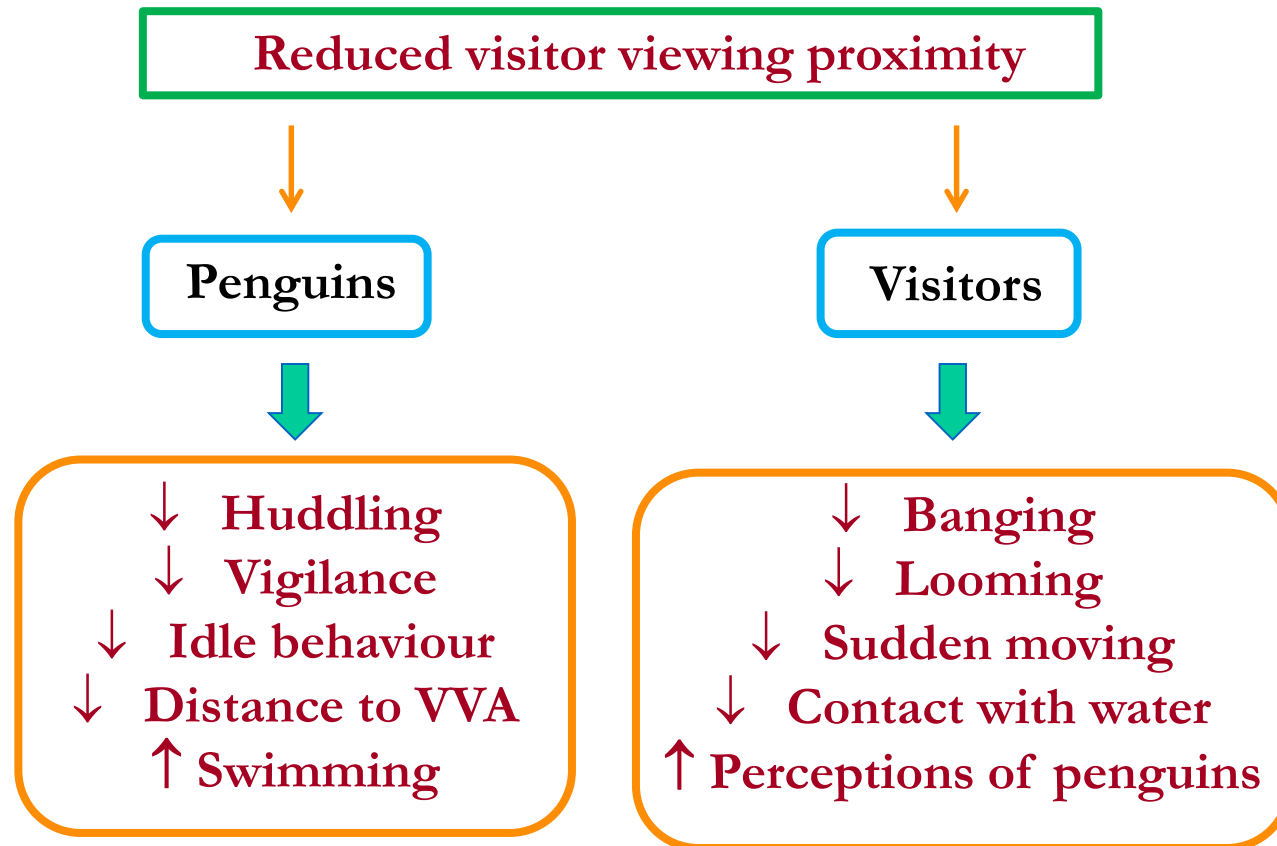 Reduced visitor viewing proximity
Penguins
↓ Huddling
↓ Vigilance
↓ Idle behaviour
↓ Distance to VVA
↑ Swimming
Visitors
↓ Banging
↓ Looming
↓ Sudden moving
↓ Contact with water
↑ Perceptions of penguins